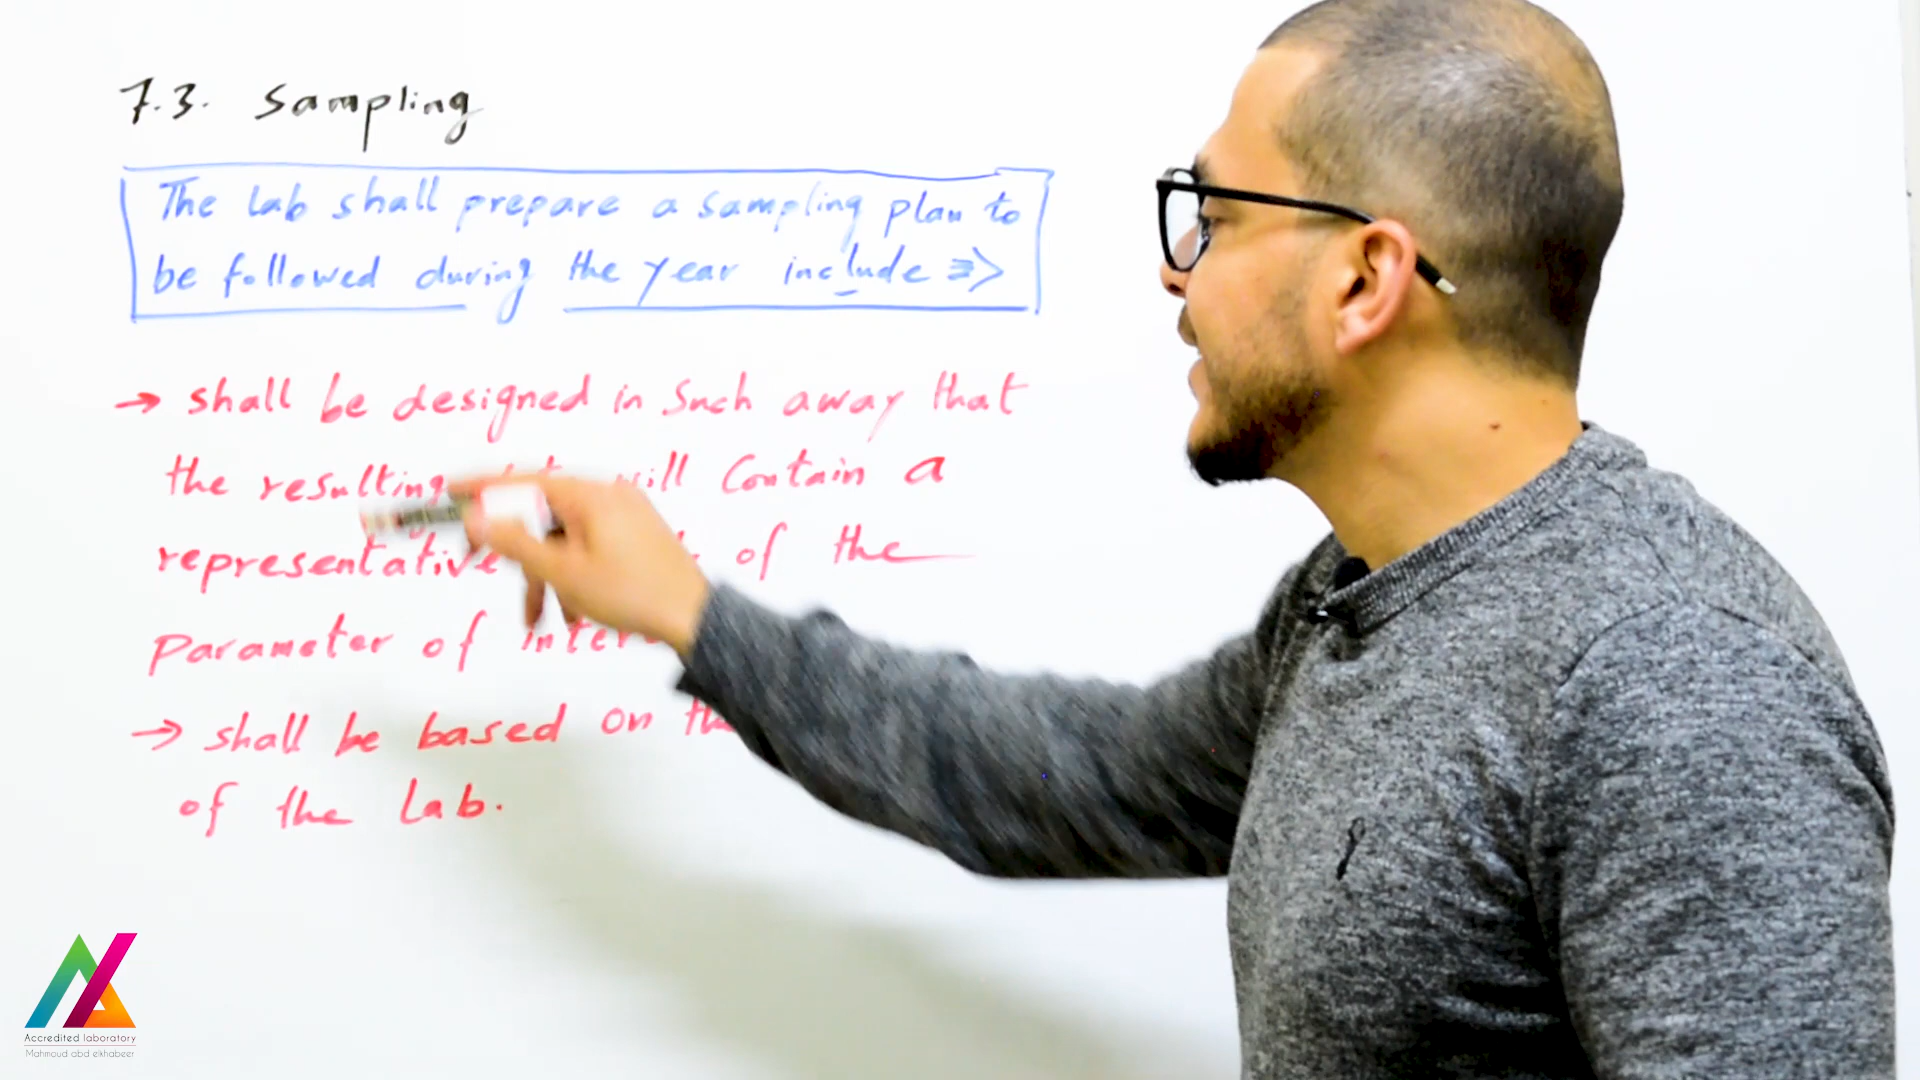 7.3. Sampling
The lab shall prepare a sampling plan to
be followed during the year include
→ shall be designed in such away that
the resulting will Contain a
representative of the
Parameter of
→ shall be based on
of the Lab.
Accredited laboratory
Mahmoud abd elkhabeer